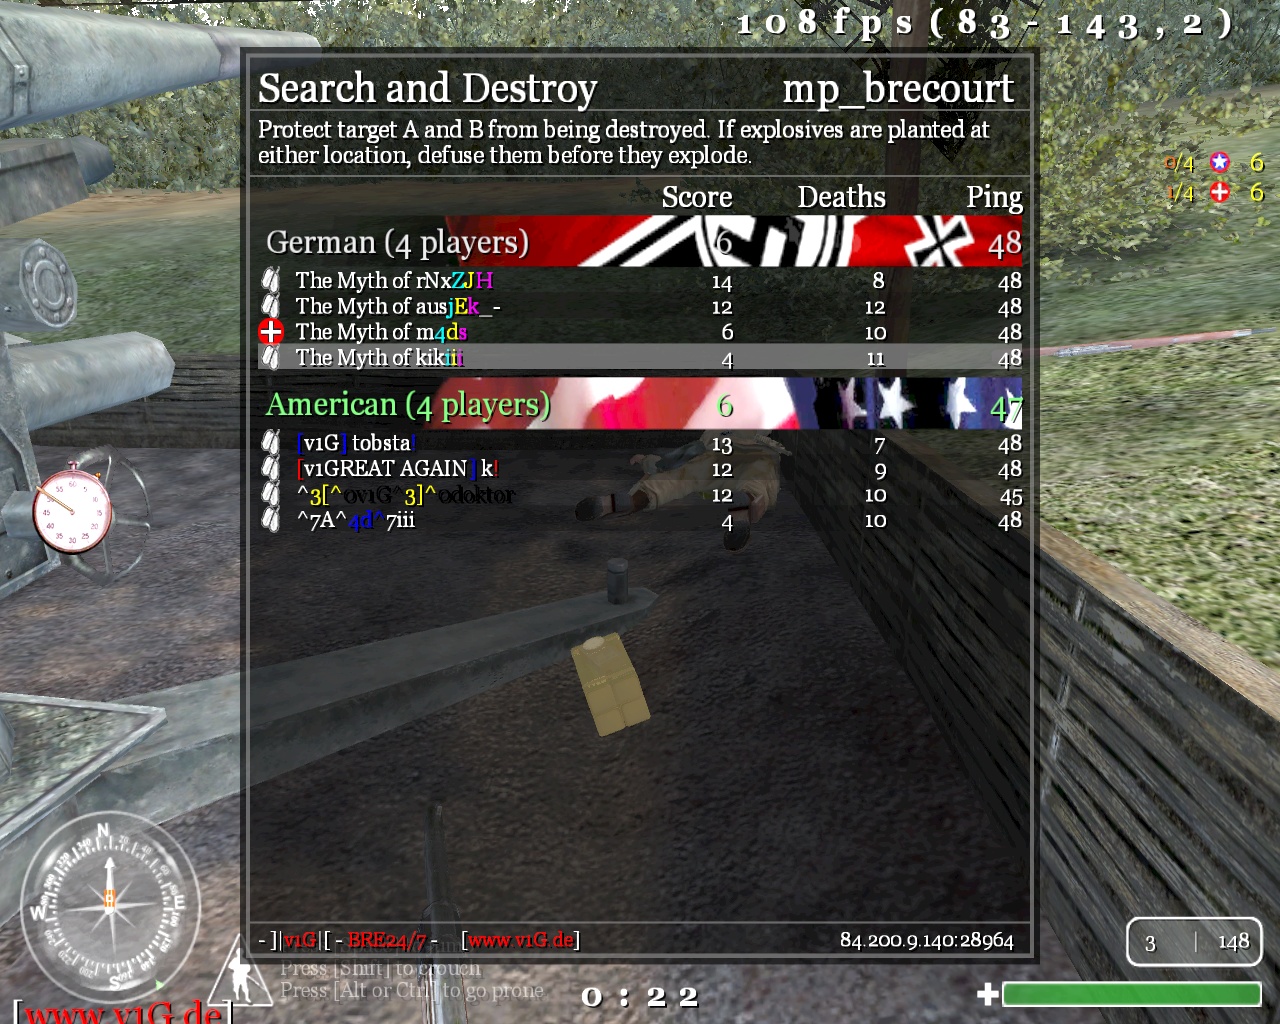 108fps(83-143,2)
Search and Destroy mp_brecourt
Protect target A and B from being destroyed. If explosives are planted at
either location, defuse them before they explode.
0/4 6
1/4 6
Score Deaths Ping
German (4 players) 6 48
The Myth of rNxZJH 14 8 48
The Myth of ausjEk_- 12 12 48
The Myth of m4ds 6 10 48
The Myth of kikiiii 4 11 48
American (4 players) 6 47
[v1G] tobsta! 13 7 48
[v1GREAT AGAIN] k! 12 9 48
^3[^0v1G^3]^0doktor 12 10 45
^7A^4d^7iii 4 10 48
- ]|v1G|[ - BRE24/7 - [www.v1G.de] 84.200.9.140:28964
Press [Shift] to crouch
Press [Alt or Ctrl] to go prone
3 | 148
0:22
[www.v1G.de]